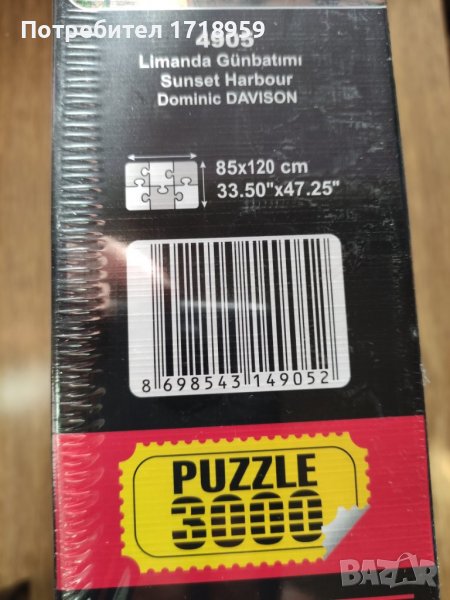 Потребител 1718959
4905
Limanda Günbatımı
Sunset Harbour
Dominic DAVISON
85x120 cm
33.50"x47.25"
8 698543 149052
PUZZLE
3000
BAZAR